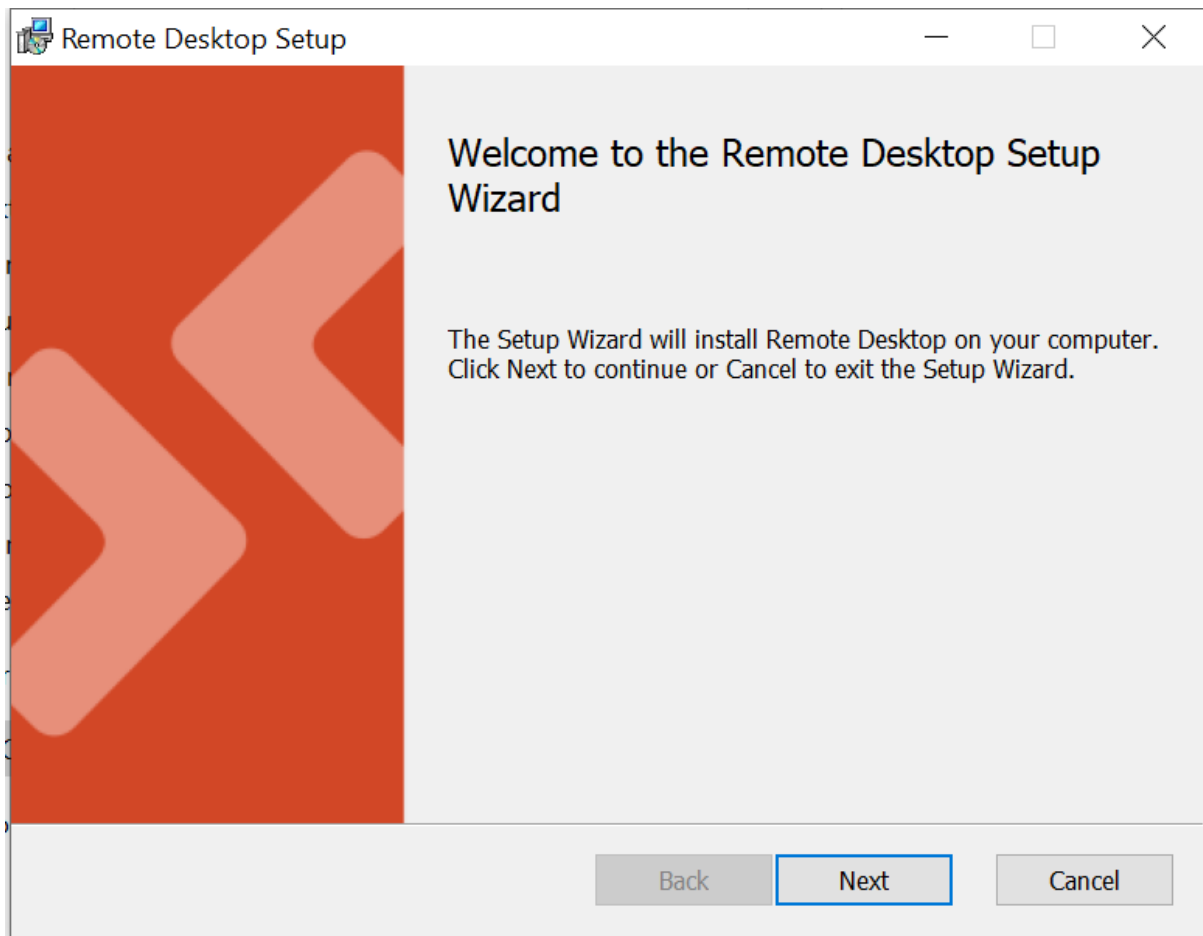 Remote Desktop Setup
Welcome to the Remote Desktop Setup
Wizard
The Setup Wizard will install Remote Desktop on your computer.
Click Next to continue or Cancel to exit the Setup Wizard.
Back
Next
Cancel